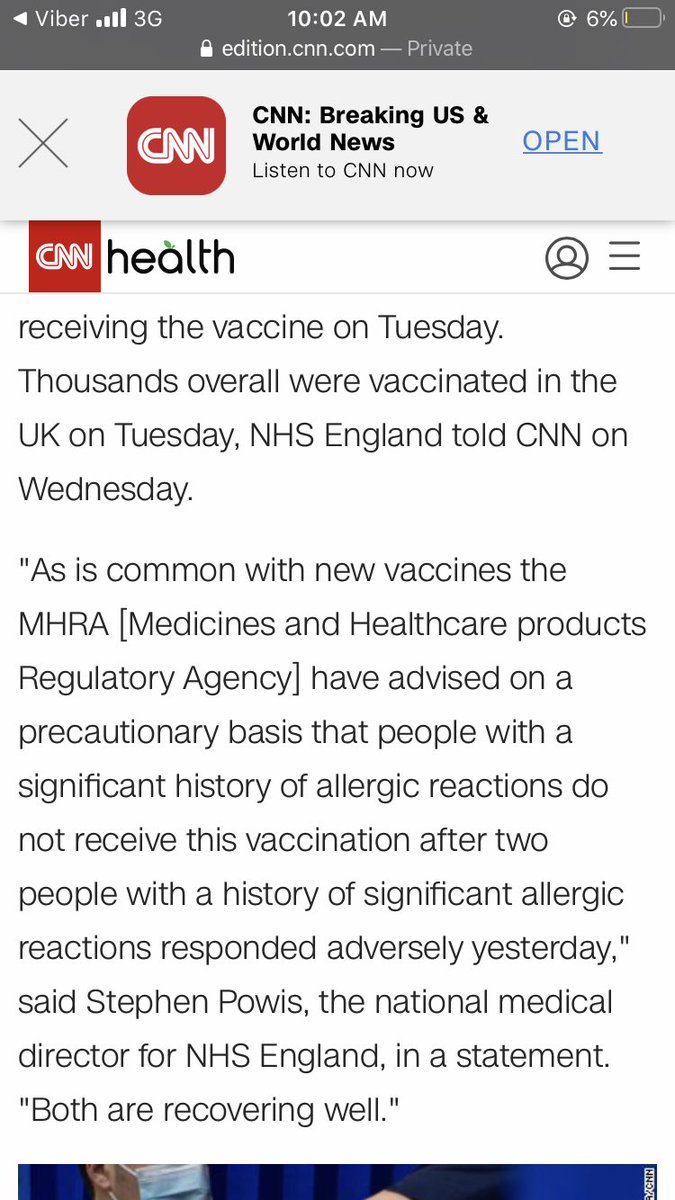 Viber 3G 10:02 AM 6%
edition.cnn.com — Private
CNN: Breaking US &
CNN World News OPEN
Listen to CNN now
CNN health
receiving the vaccine on Tuesday.
Thousands overall were vaccinated in the
UK on Tuesday, NHS England told CNN on
Wednesday.
"As is common with new vaccines the
MHRA [Medicines and Healthcare products
Regulatory Agency] have advised on a
precautionary basis that people with a
significant history of allergic reactions do
not receive this vaccination after two
people with a history of significant allergic
reactions responded adversely yesterday,"
said Stephen Powis, the national medical
director for NHS England, in a statement.
"Both are recovering well."